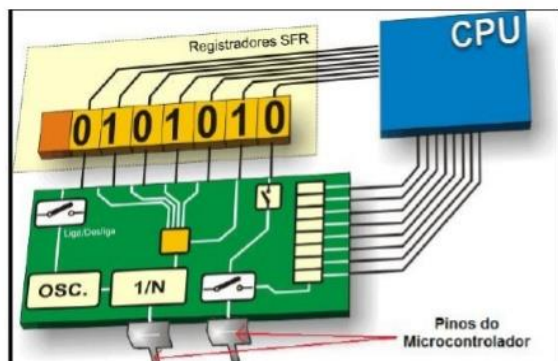 Registradores SFR
CPU
0101010
Liga/Desliga
OSC.
1/N
Pinos do
Microcontrolador